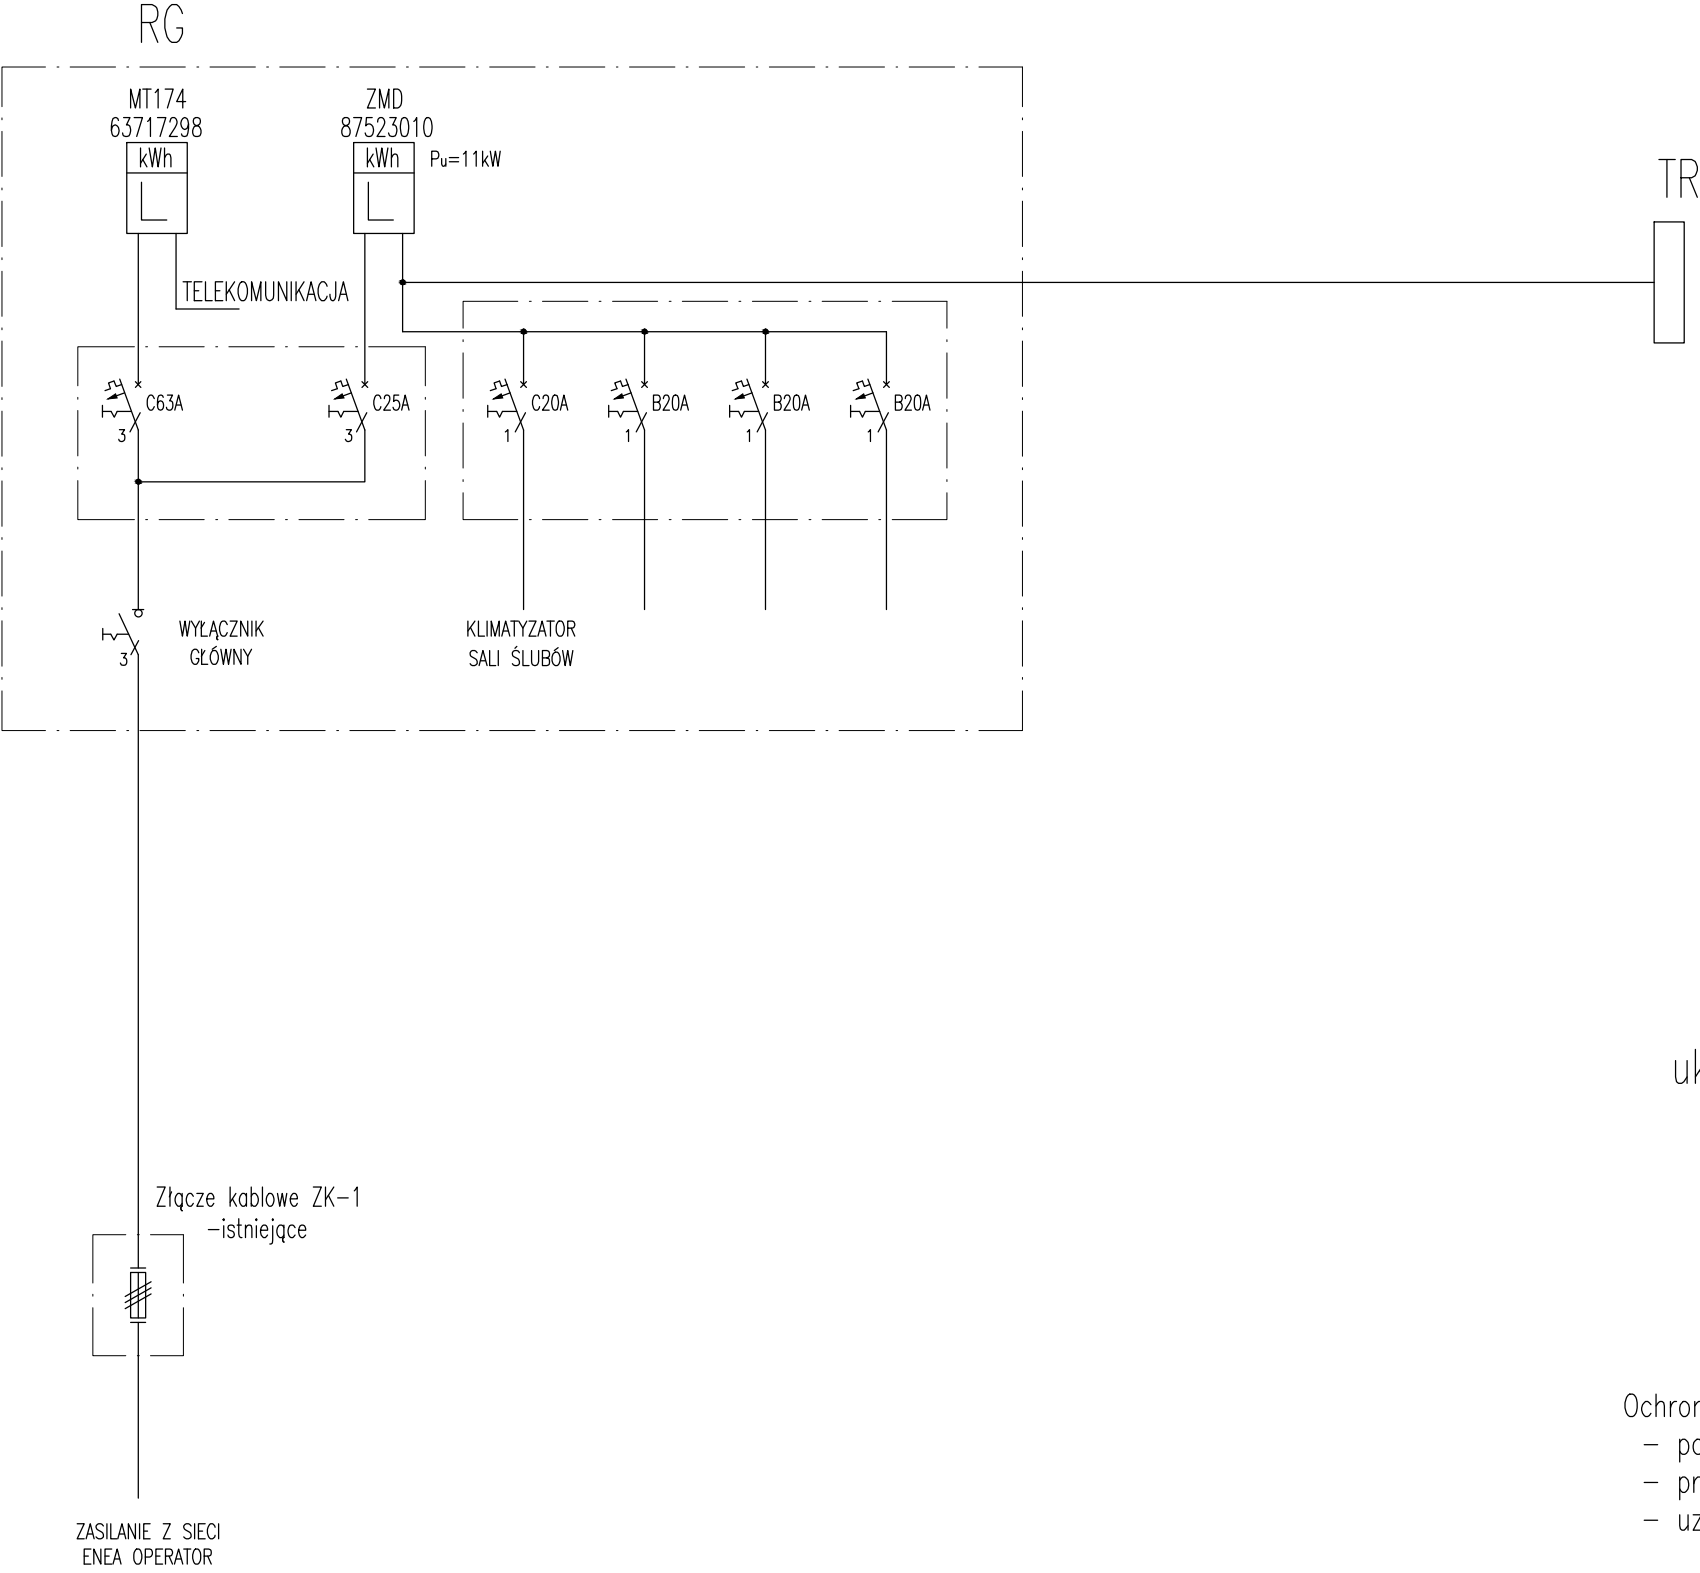 RG
MT174
63717298
kWh
ZMD
87523010
kWh
Pu=11kW
TR
TELEKOMUNIKACJA
C63A
3
C25A
3
C20A
1
B20A
1
B20A
1
B20A
1
WYŁĄCZNIK
GŁÓWNY
3
KLIMATYZATOR
SALI ŚLUBÓW
Złącze kablowe ZK-1
-istniejące
ZASILANIE Z SIECI
ENEA OPERATOR